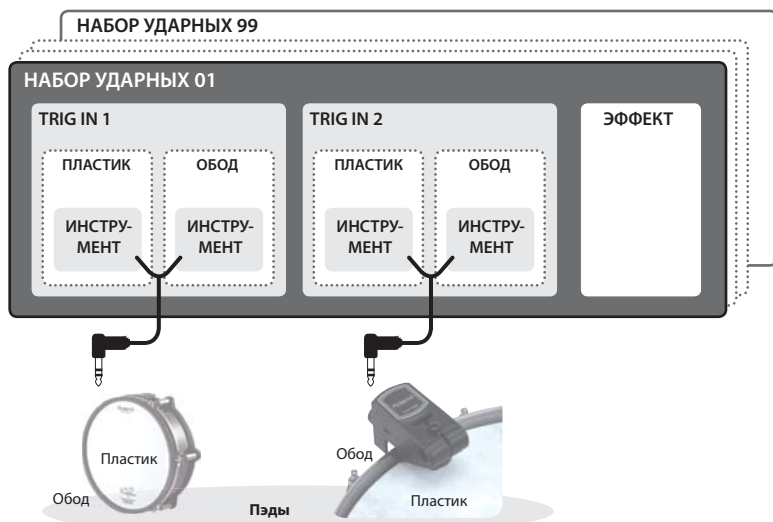 НАБОР УДАРНЫХ 99
НАБОР УДАРНЫХ 01
TRIG IN 1
ПЛАСТИК
ОБОД
ИНСТРУ-
МЕНТ
ИНСТРУ-
МЕНТ
TRIG IN 2
ПЛАСТИК
ОБОД
ИНСТРУ-
МЕНТ
ИНСТРУ-
МЕНТ
ЭФФЕКТ
Пластик
Обод
Обод
Пластик
Пэды